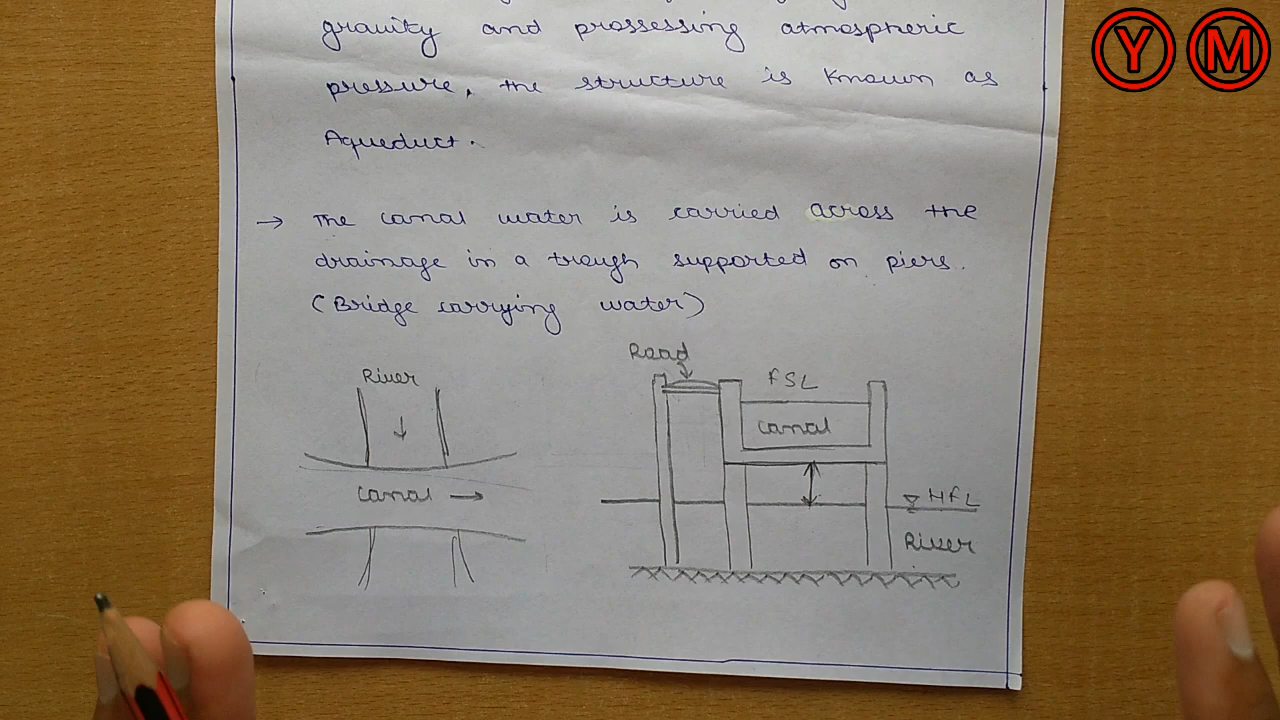 gravity and prossessing atmospheric
pressure, the structure is known as
Aqueduct.
→ The canal water is carried across the
drainage in a trough supported on piers.
(Bridge carrying water)
River
Canal
Road
FSL
Canal
HFL
River
Y M